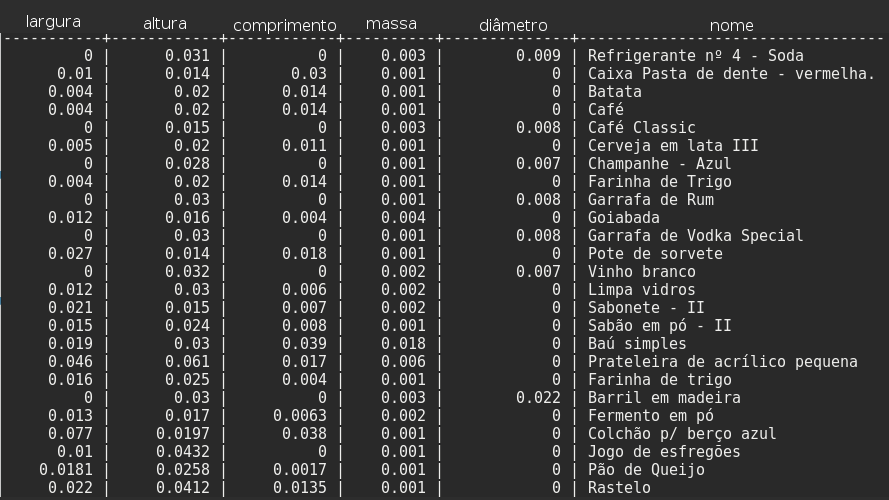 largura altura comprimento massa diâmetro nome
-----------+------------+------------+----------+--------------+----------------------------------
0 | 0.031 | 0 | 0.003 | 0.009 | Refrigerante nº 4 - Soda
0.01 | 0.014 | 0.03 | 0.001 | 0 | Caixa Pasta de dente - vermelha.
0.004 | 0.02 | 0.014 | 0.001 | 0 | Batata
0.004 | 0.02 | 0.014 | 0.001 | 0 | Café
0 | 0.015 | 0 | 0.003 | 0.008 | Café Classic
0.005 | 0.02 | 0.011 | 0.001 | 0 | Cerveja em lata III
0 | 0.028 | 0 | 0.001 | 0.007 | Champanhe - Azul
0.004 | 0.02 | 0.014 | 0.001 | 0 | Farinha de Trigo
0 | 0.03 | 0 | 0.001 | 0.008 | Garrafa de Rum
0.012 | 0.016 | 0.004 | 0.004 | 0 | Goiabada
0 | 0.03 | 0 | 0.001 | 0.008 | Garrafa de Vodka Special
0.027 | 0.014 | 0.018 | 0.001 | 0 | Pote de sorvete
0 | 0.032 | 0 | 0.002 | 0.007 | Vinho branco
0.012 | 0.03 | 0.006 | 0.002 | 0 | Limpa vidros
0.021 | 0.015 | 0.007 | 0.002 | 0 | Sabonete - II
0.015 | 0.024 | 0.008 | 0.001 | 0 | Sabão em pó - II
0.019 | 0.03 | 0.039 | 0.018 | 0 | Baú simples
0.046 | 0.061 | 0.017 | 0.006 | 0 | Prateleira de acrílico pequena
0.016 | 0.025 | 0.004 | 0.001 | 0 | Farinha de trigo
0 | 0.03 | 0 | 0.003 | 0.022 | Barril em madeira
0.013 | 0.017 | 0.0063 | 0.002 | 0 | Fermento em pó
0.077 | 0.0197 | 0.038 | 0.001 | 0 | Colchão p/ berço azul
0.01 | 0.0432 | 0 | 0.001 | 0 | Jogo de esfregões
0.0181 | 0.0258 | 0.0017 | 0.001 | 0 | Pão de Queijo
0.022 | 0.0412 | 0.0135 | 0.001 | 0 | Rastelo